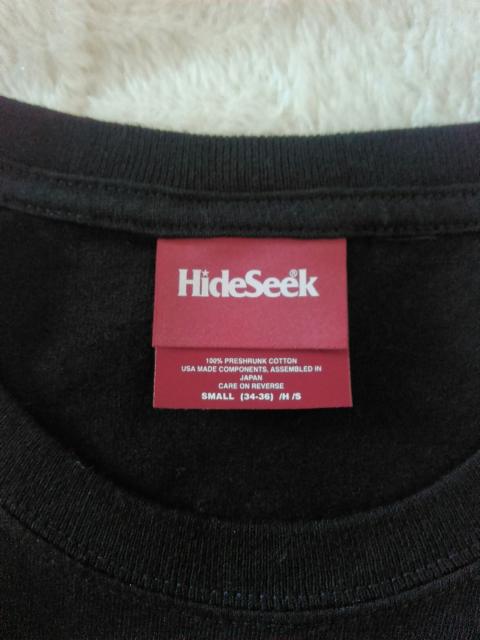 HideSeek®
100% PRESHRUNK COTTON
USA MADE COMPONENTS, ASSEMBLED IN
JAPAN
CARE ON REVERSE
SMALL (34-36) /H /S